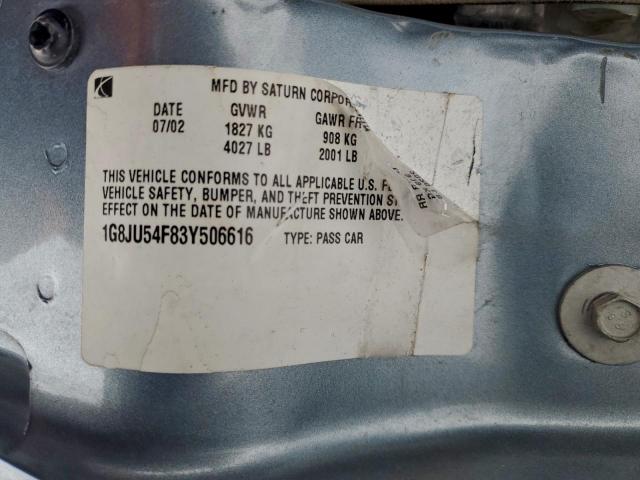 MFD BY SATURN CORPOR
DATE GVWR GAWR FR
07/02 1827 KG 908 KG
4027 LB 2001 LB
THIS VEHICLE CONFORMS TO ALL APPLICABLE U.S. F
VEHICLE SAFETY, BUMPER, AND THEFT PREVENTION S
EFFECT ON THE DATE OF MANUFACTURE SHOWN ABOVE.
1G8JU54F83Y506616 TYPE: PASS CAR